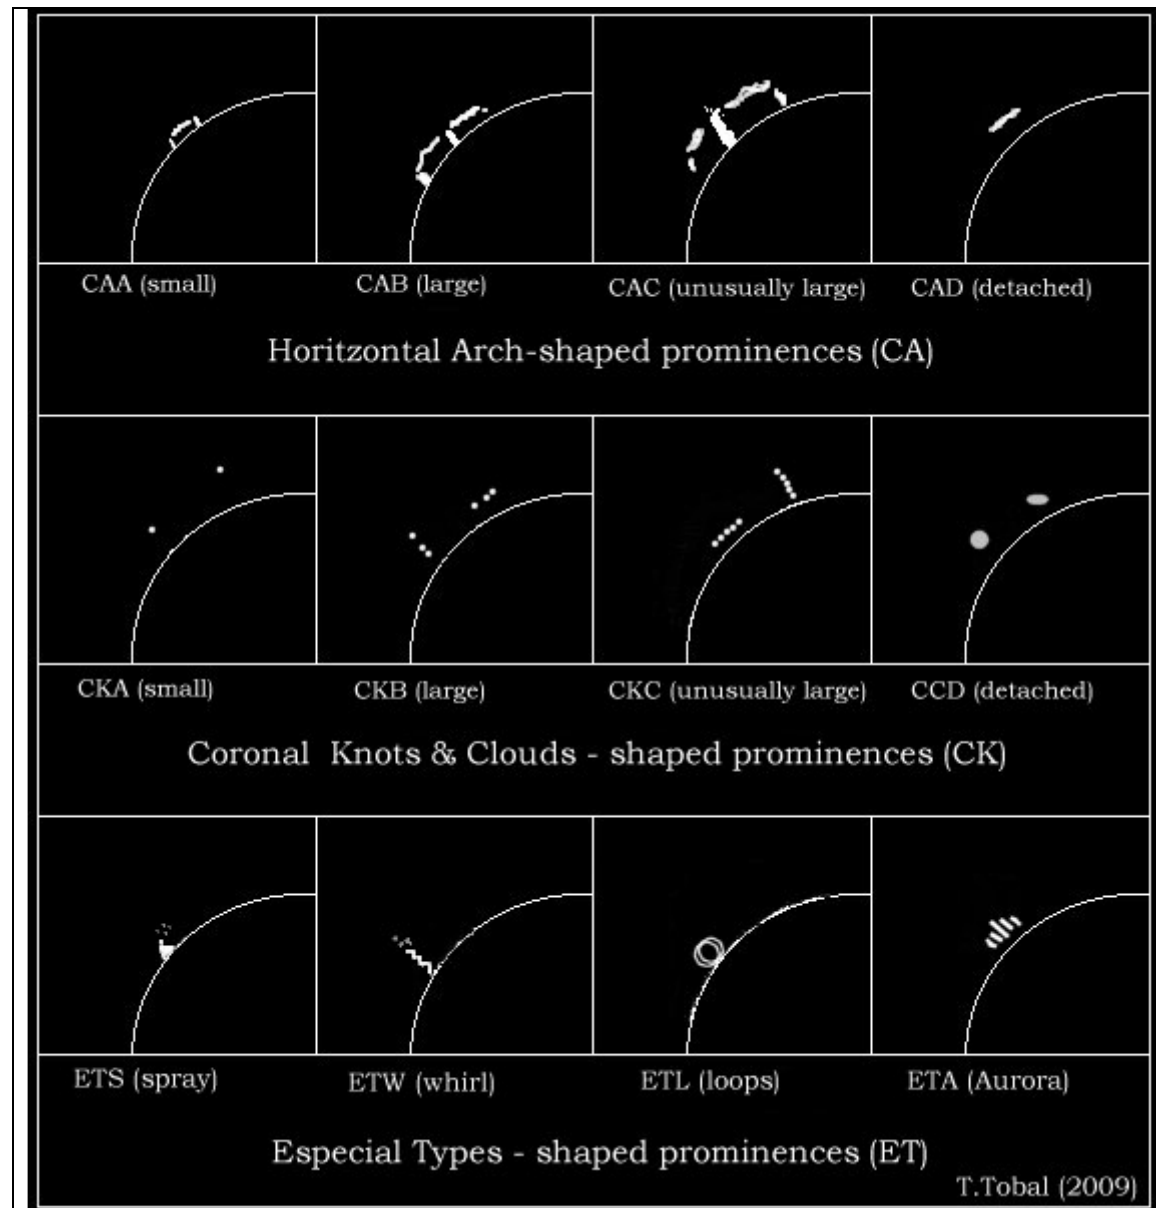 CAA (small) CAB (large) CAC (unusually large) CAD (detached)
Horitzontal Arch-shaped prominences (CA)
CKA (small) CKB (large) CKC (unusually large) CCD (detached)
Coronal Knots & Clouds - shaped prominences (CK)
ETS (spray) ETW (whirl) ETL (loops) ETA (Aurora)
Especial Types - shaped prominences (ET)
T.Tobal (2009)